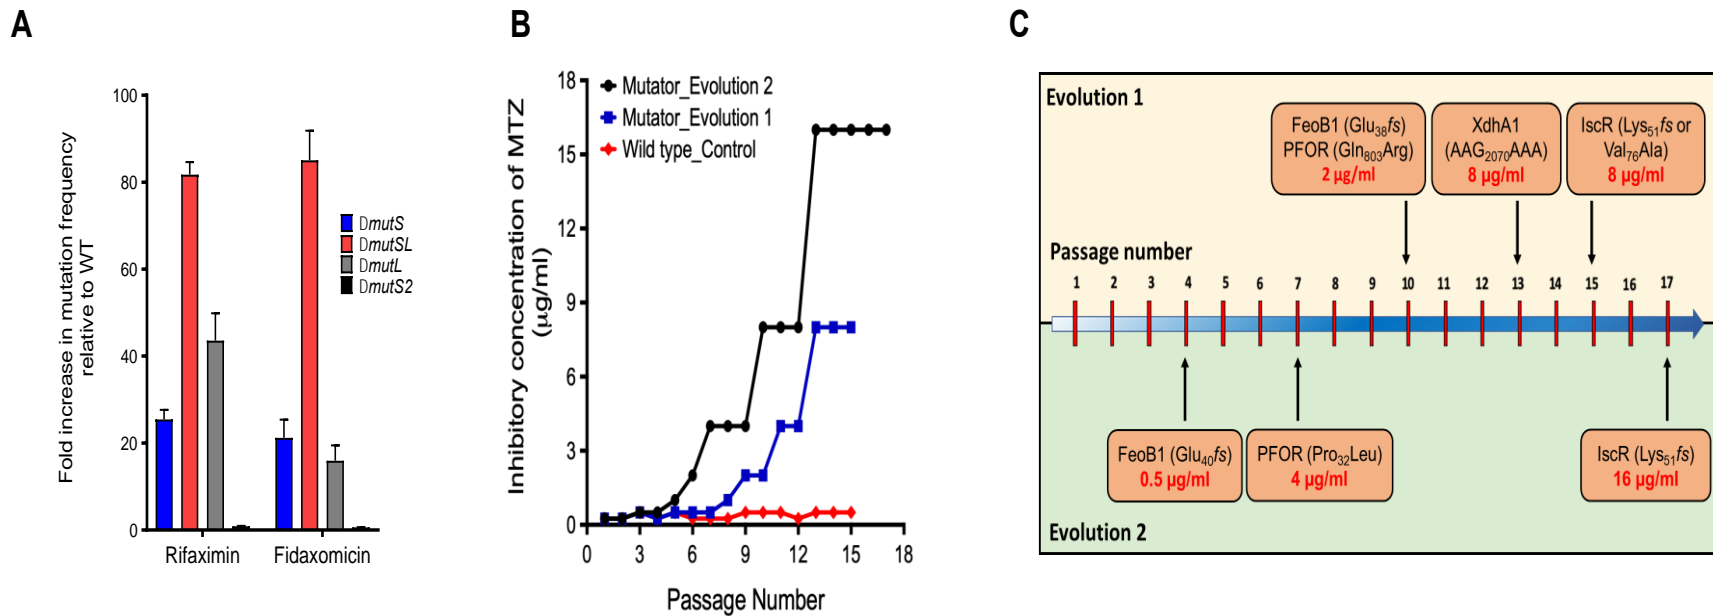 A
Fold increase in mutation frequency
relative to WT
100
80
60
40
20
0
Rifaximin
Fidaxomicin
DmutS
DmutSL
DmutL
DmutS2
B
Inhibitory concentration of MTZ
(µg/ml)
18
15
12
9
6
3
0
Mutator_Evolution 2
Mutator_Evolution 1
Wild type_Control
0 3 6 9 12 15 18
Passage Number
C
Evolution 1
FeoB1 (Glu38fs)
PFOR (Gln803Arg)
2 µg/ml
XdhA1
(AAG2070AAA)
8 µg/ml
IscR (Lys51fs or
Val76Ala)
8 µg/ml
Passage number
1 2 3 4 5 6 7 8 9 10 11 12 13 14 15 16 17
FeoB1 (Glu40fs)
0.5 µg/ml
PFOR (Pro32Leu)
4 µg/ml
IscR (Lys51fs)
16 µg/ml
Evolution 2